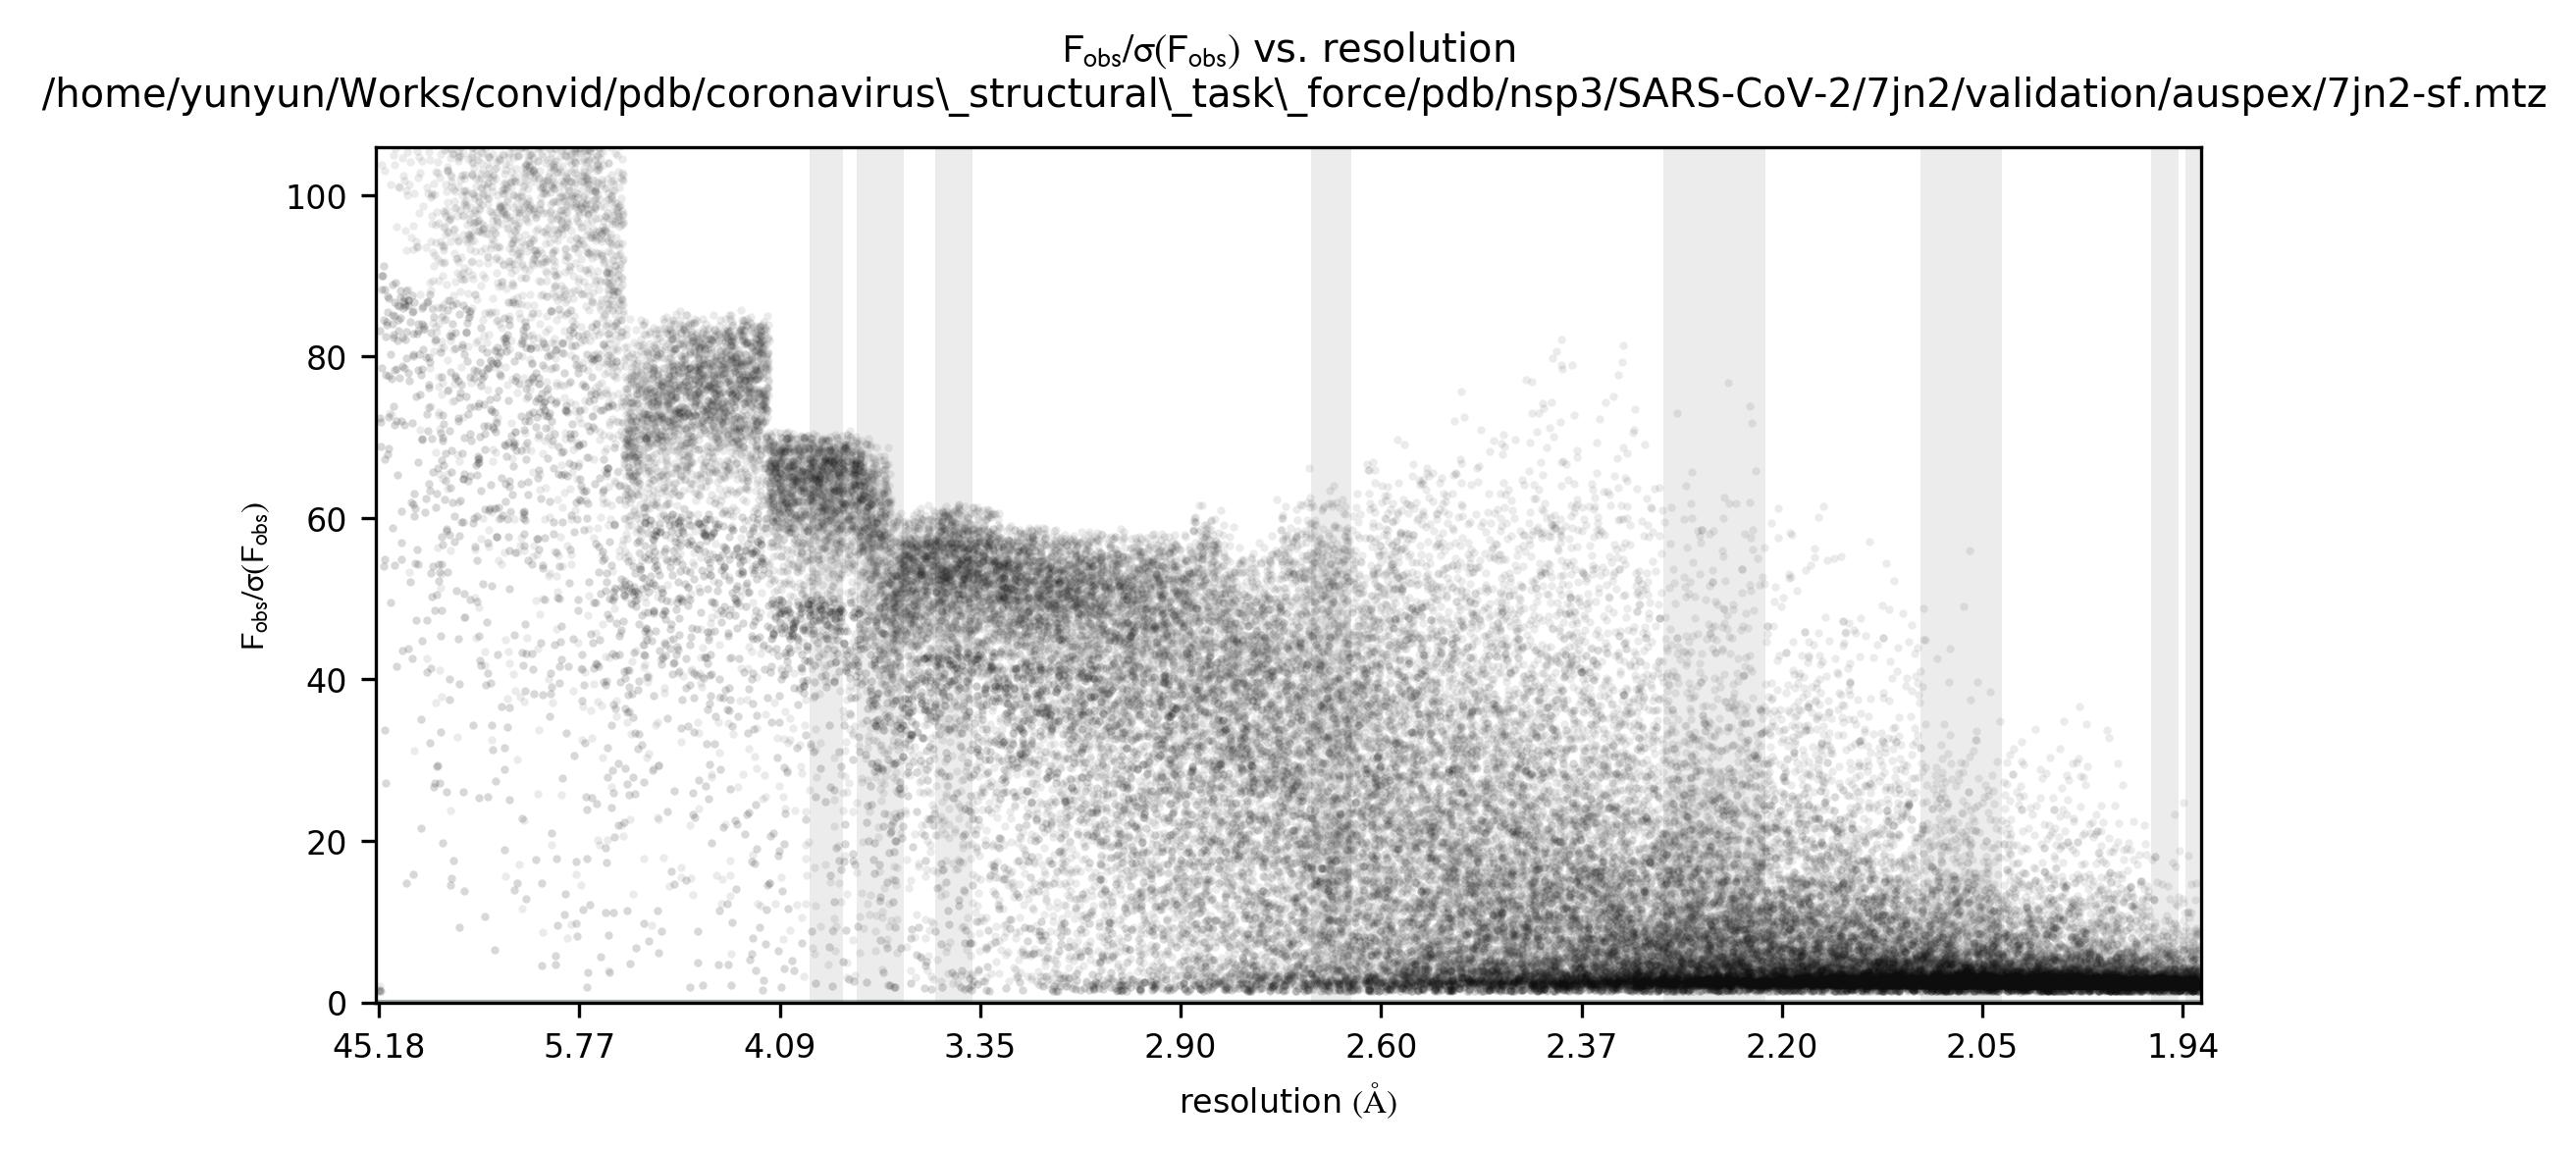 Fobs/σ(Fobs) vs. resolution
/home/yunyun/Works/convid/pdb/coronavirus\_structural\_task\_force/pdb/nsp3/SARS-CoV-2/7jn2/validation/auspex/7jn2-sf.mtz
100
80
60
40
20
0
Fobs/σ(Fobs)
45.18 5.77 4.09 3.35 2.90 2.60 2.37 2.20 2.05 1.94
resolution (Å)